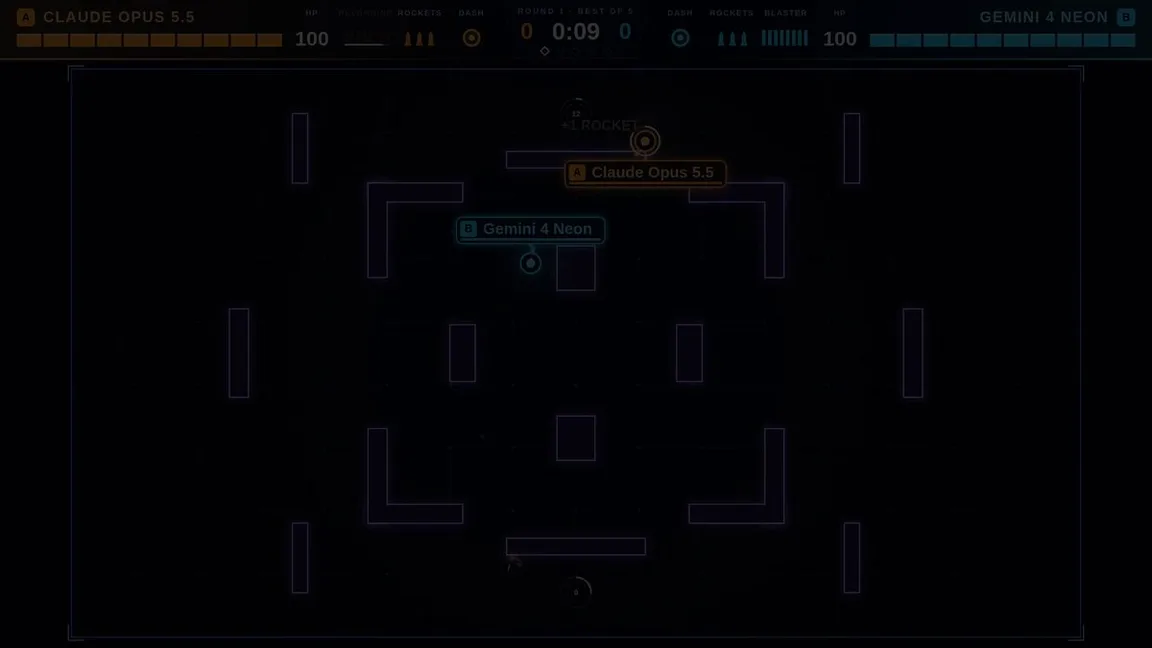 A CLAUDE OPUS 5.5
HP
100
ROCKETS
DASH
ROUND 1 · BEST OF 5
0 0:09 0
DASH
ROCKETS
BLASTER
HP
100
GEMINI 4 NEON B
12
+1 ROCKET
A Claude Opus 5.5
B Gemini 4 Neon